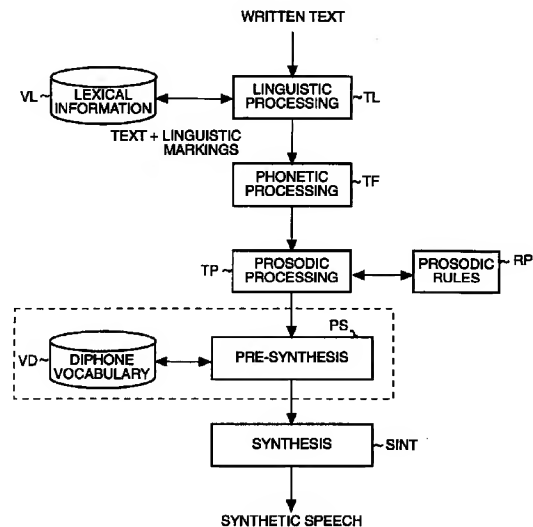 WRITTEN TEXT
VL
LEXICAL
INFORMATION
LINGUISTIC
PROCESSING
TL
TEXT + LINGUISTIC
MARKINGS
PHONETIC
PROCESSING
TF
TP
PROSODIC
PROCESSING
PROSODIC
RULES
RP
PS
VD
DIPHONE
VOCABULARY
PRE-SYNTHESIS
SYNTHESIS
SINT
SYNTHETIC SPEECH